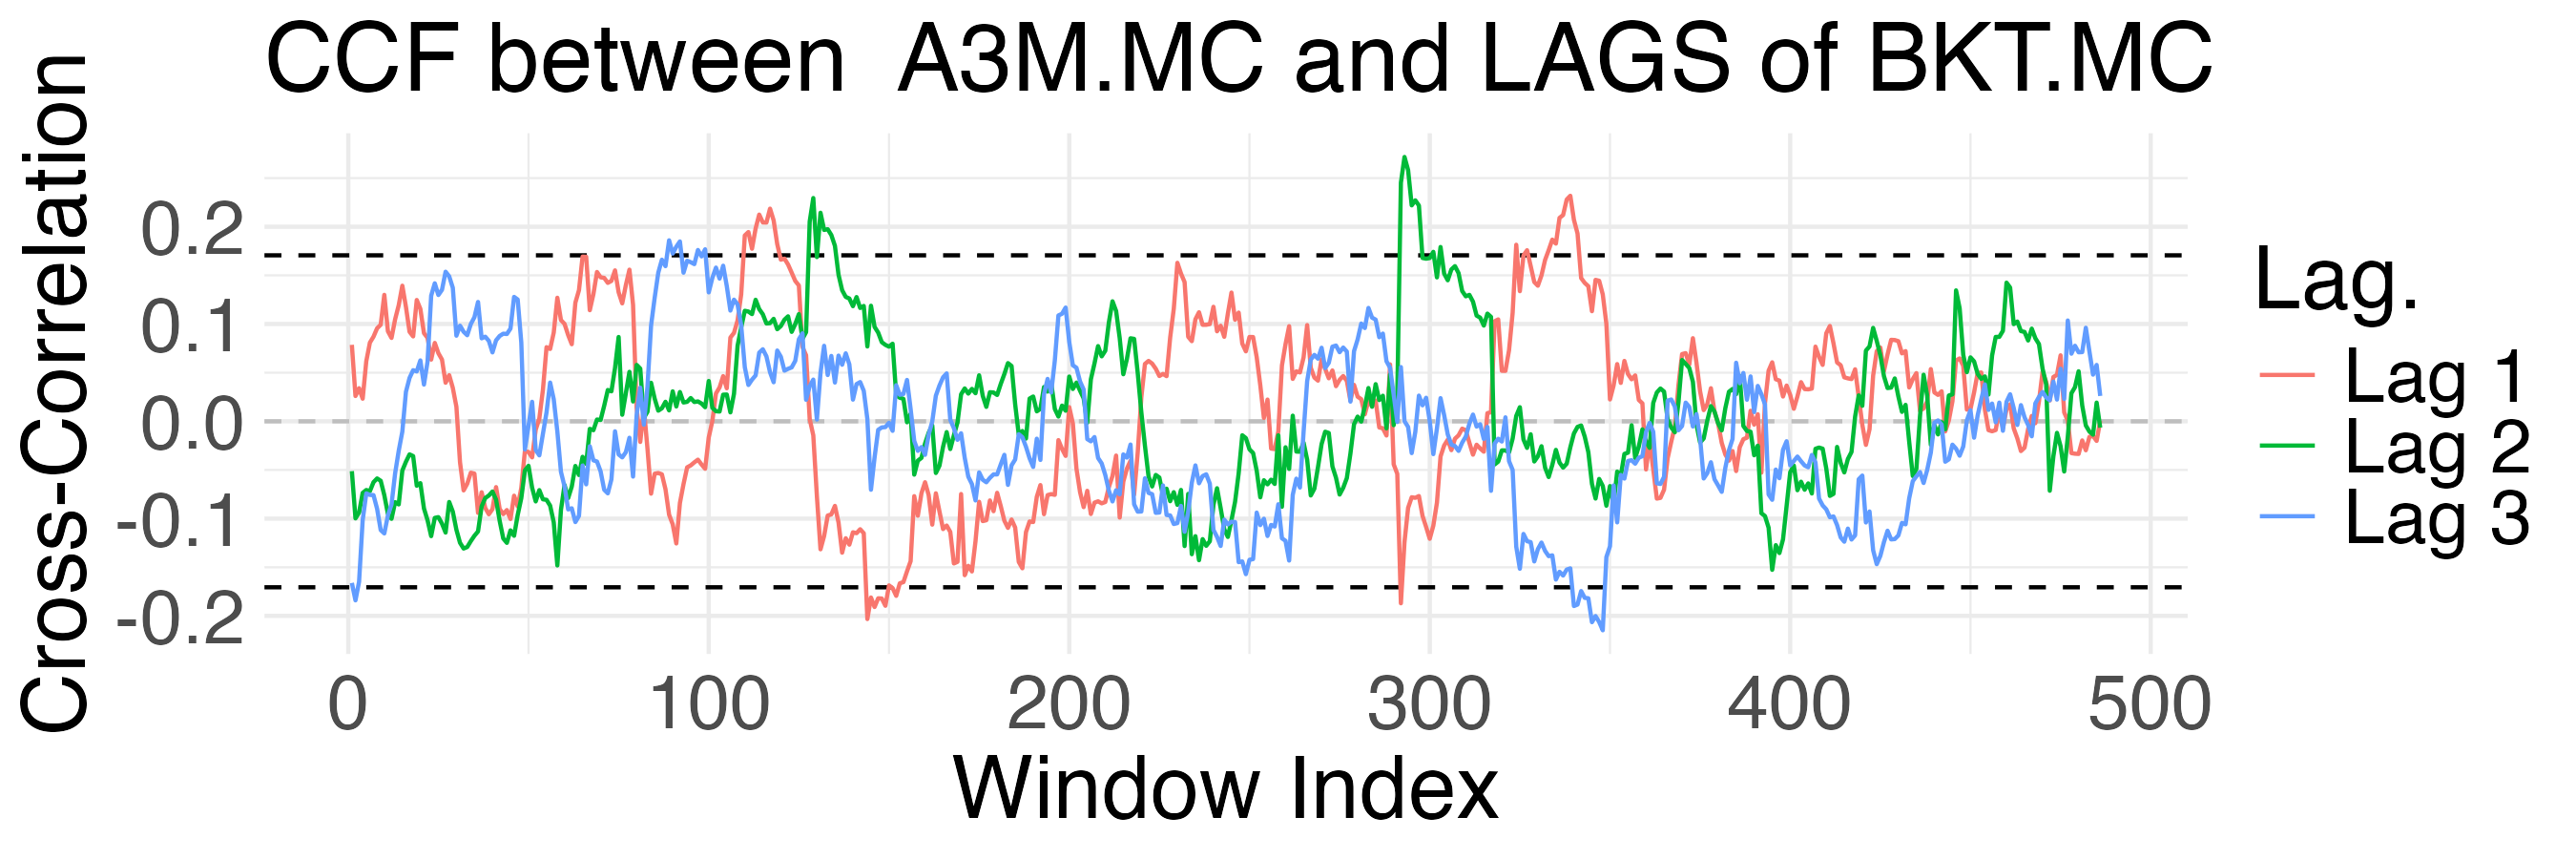 CCF between  A3M.MC and LAGS of BKT.MC
Cross-Correlation
0.2
0.1
0.0
-0.1
-0.2
0 100 200 300 400 500
Window Index
Lag.
Lag 1
Lag 2
Lag 3